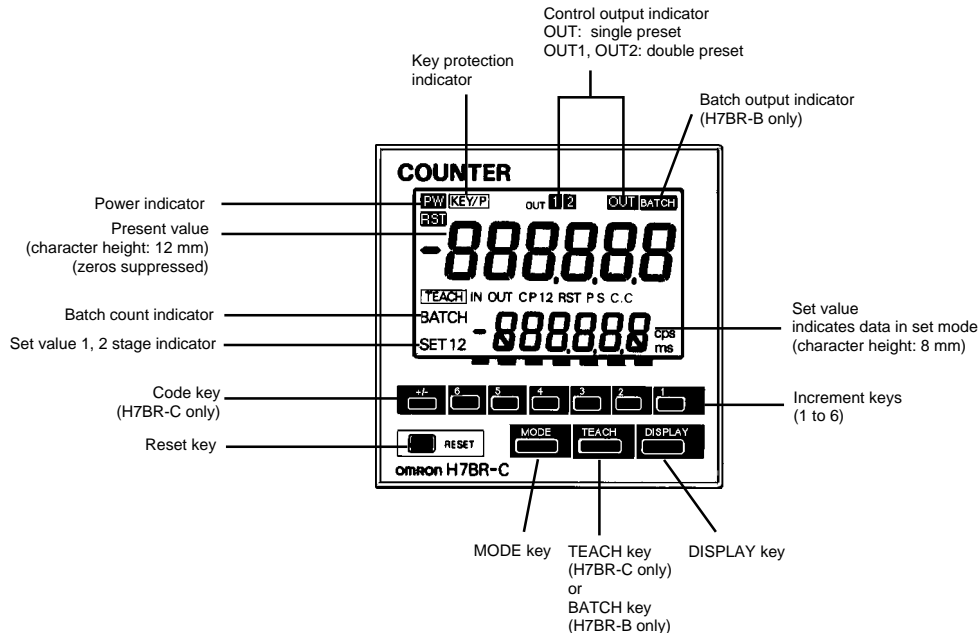 Control output indicator
OUT: single preset
OUT1, OUT2: double preset
Key protection
indicator
Batch output indicator
(H7BR-B only)
COUNTER
PW KEY/P OUT 1 2 OUT BATCH
RST
Power indicator
Present value
(character height: 12 mm)
(zeros suppressed)
-888,888
TEACH IN OUT CP12 RST P S C.C
BATCH
-888,888 cps
SET 12 ms
Batch count indicator
Set value 1, 2 stage indicator
Set value
indicates data in set mode
(character height: 8 mm)
Code key
(H7BR-C only)
+/- 6 5 4 3 2 1
Increment keys
(1 to 6)
Reset key
RESET MODE TEACH DISPLAY
omron H7BR-C
MODE key
TEACH key
(H7BR-C only)
or
BATCH key
(H7BR-B only)
DISPLAY key